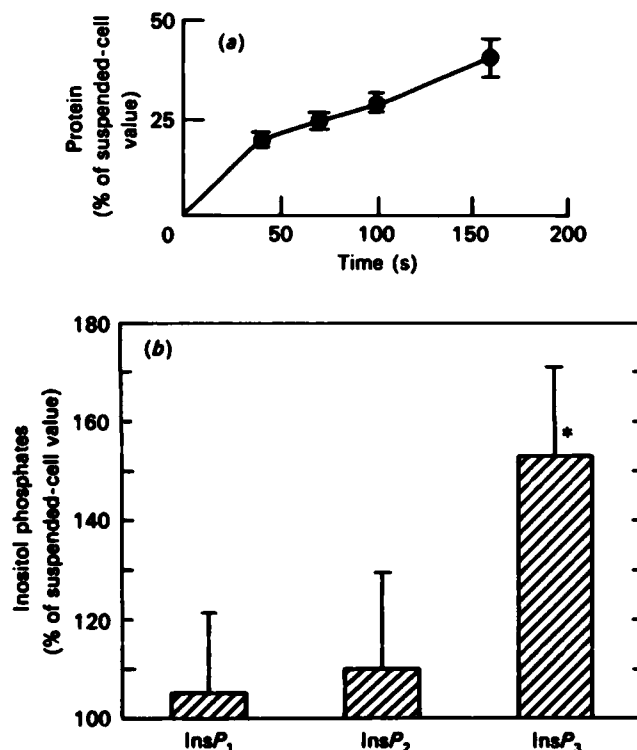 50
(a)
Protein
(% of suspended-cell
value)
25
0
50
100
150
200
Time (s)
180
(b)
160
Inositol phosphates
(% of suspended-cell value)
*
140
120
100
InsP₁
InsP₂
InsP₃